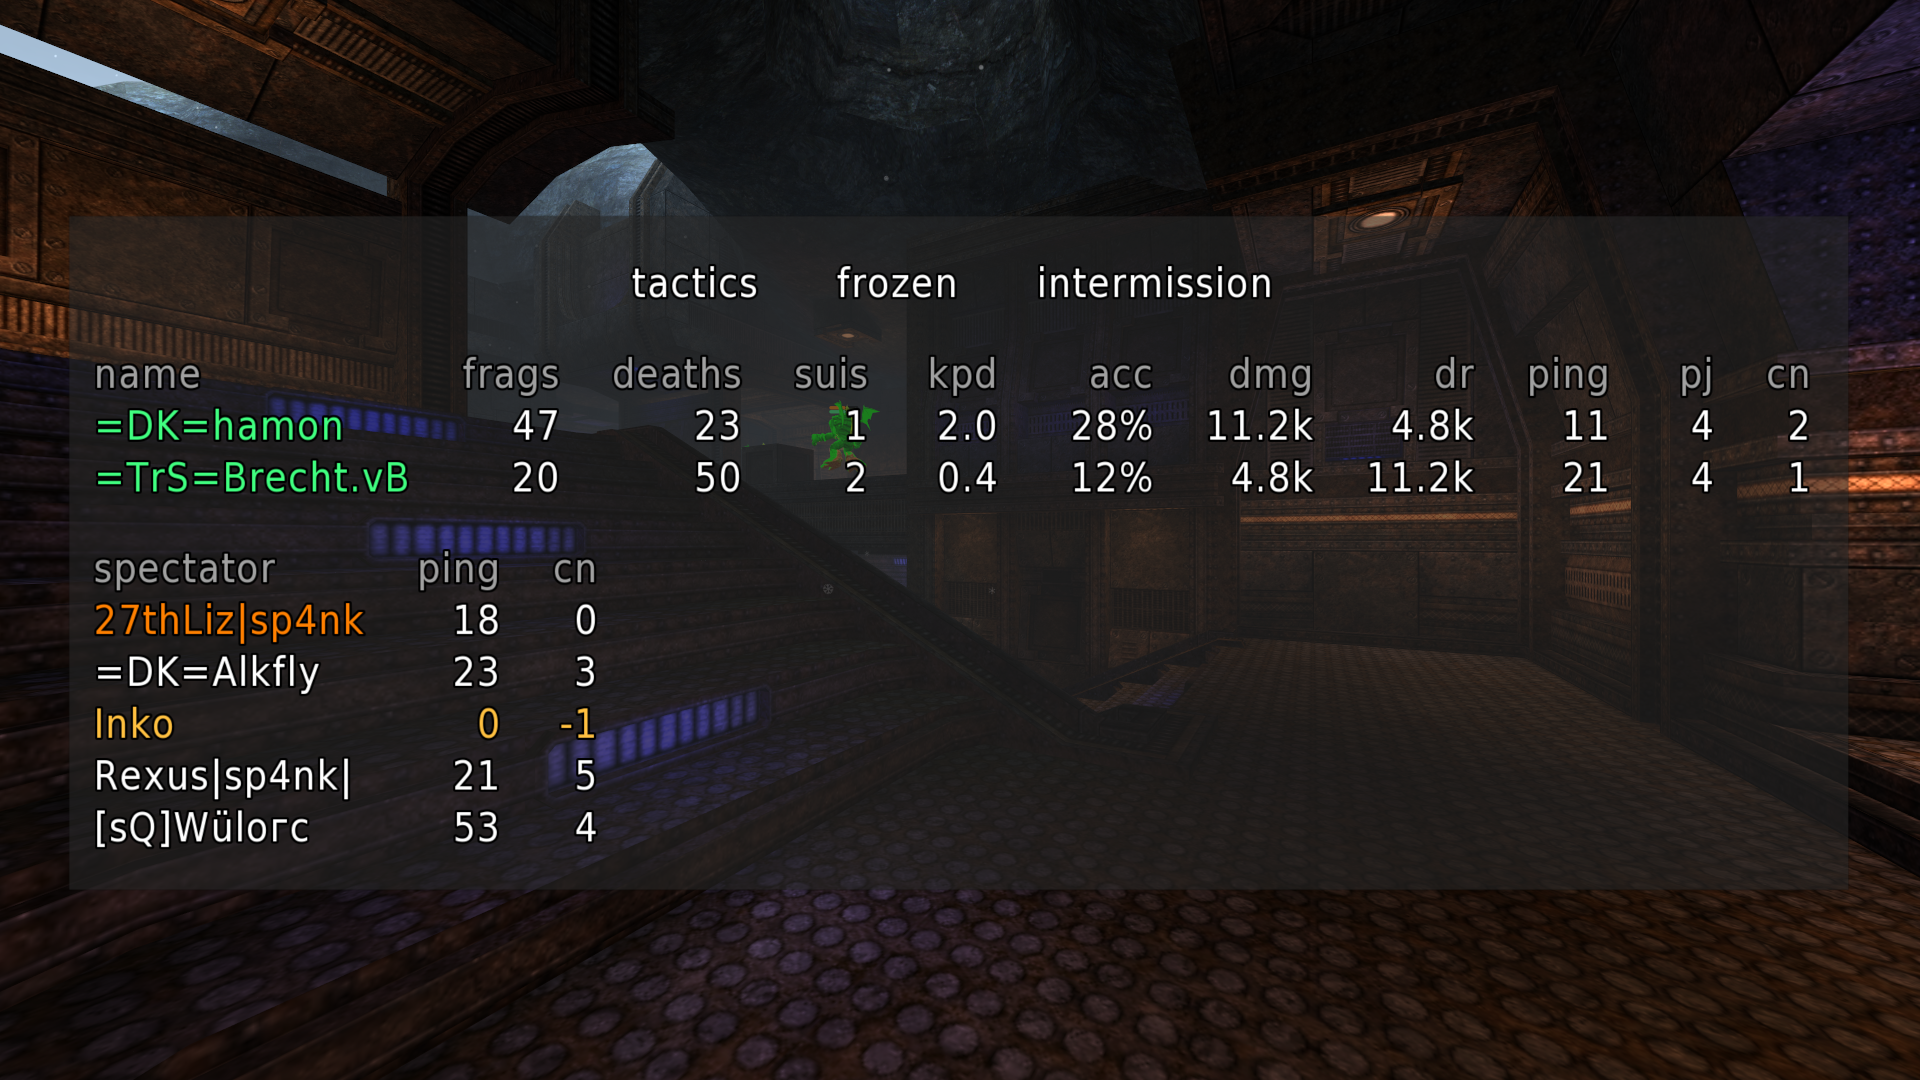 tactics frozen intermission
name frags deaths suis kpd acc dmg dr ping pj cn
=DK=hamon 47 23 1 2.0 28% 11.2k 4.8k 11 4 2
=TrS=Brecht.vB 20 50 2 0.4 12% 4.8k 11.2k 21 4 1
spectator ping cn
27thLiz|sp4nk 18 0
=DK=Alkfly 23 3
Inko 0 -1
Rexus|sp4nk| 21 5
[sQ]Wülorc 53 4